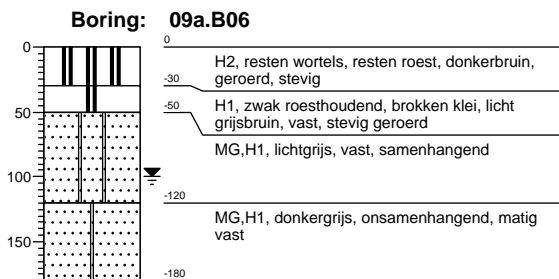 Boring: 09a.B06
0
0
H2, resten wortels, resten roest, donkerbruin,
geroerd, stevig
-30
H1, zwak roesthoudend, brokken klei, licht
grijsbruin, vast, stevig geroerd
50
-50
MG,H1, lichtgrijs, vast, samenhangend
100
-120
MG,H1, donkergrijs, onsamenhangend, matig
vast
150
-180